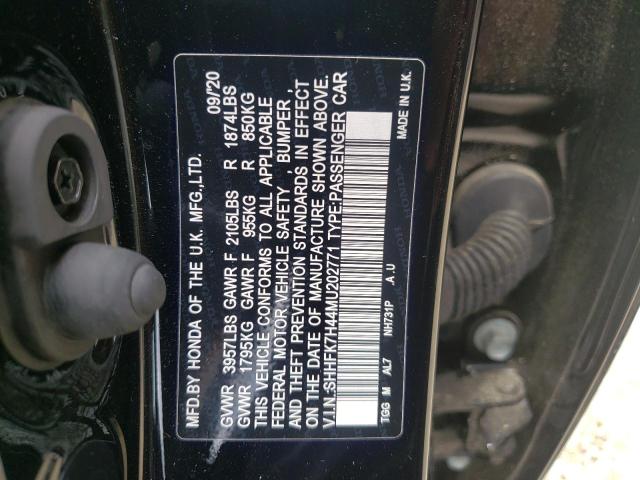 MFD.BY HONDA OF THE U.K. MFG.,LTD. 09/20
GVWR 3957LBS GAWR F 2105LBS R 1874LBS
GVWR 1795KG GAWR F 955KG R 850KG
THIS VEHICLE CONFORMS TO ALL APPLICABLE
FEDERAL MOTOR VEHICLE SAFETY , BUMPER ,
AND THEFT PREVENTION STANDARDS IN EFFECT
ON THE DATE OF MANUFACTURE SHOWN ABOVE.
V.I.N.:SHHFK7H44MU202771 TYPE:PASSENGER CAR
TGG M AL7 NH731P A.U MADE IN U.K.